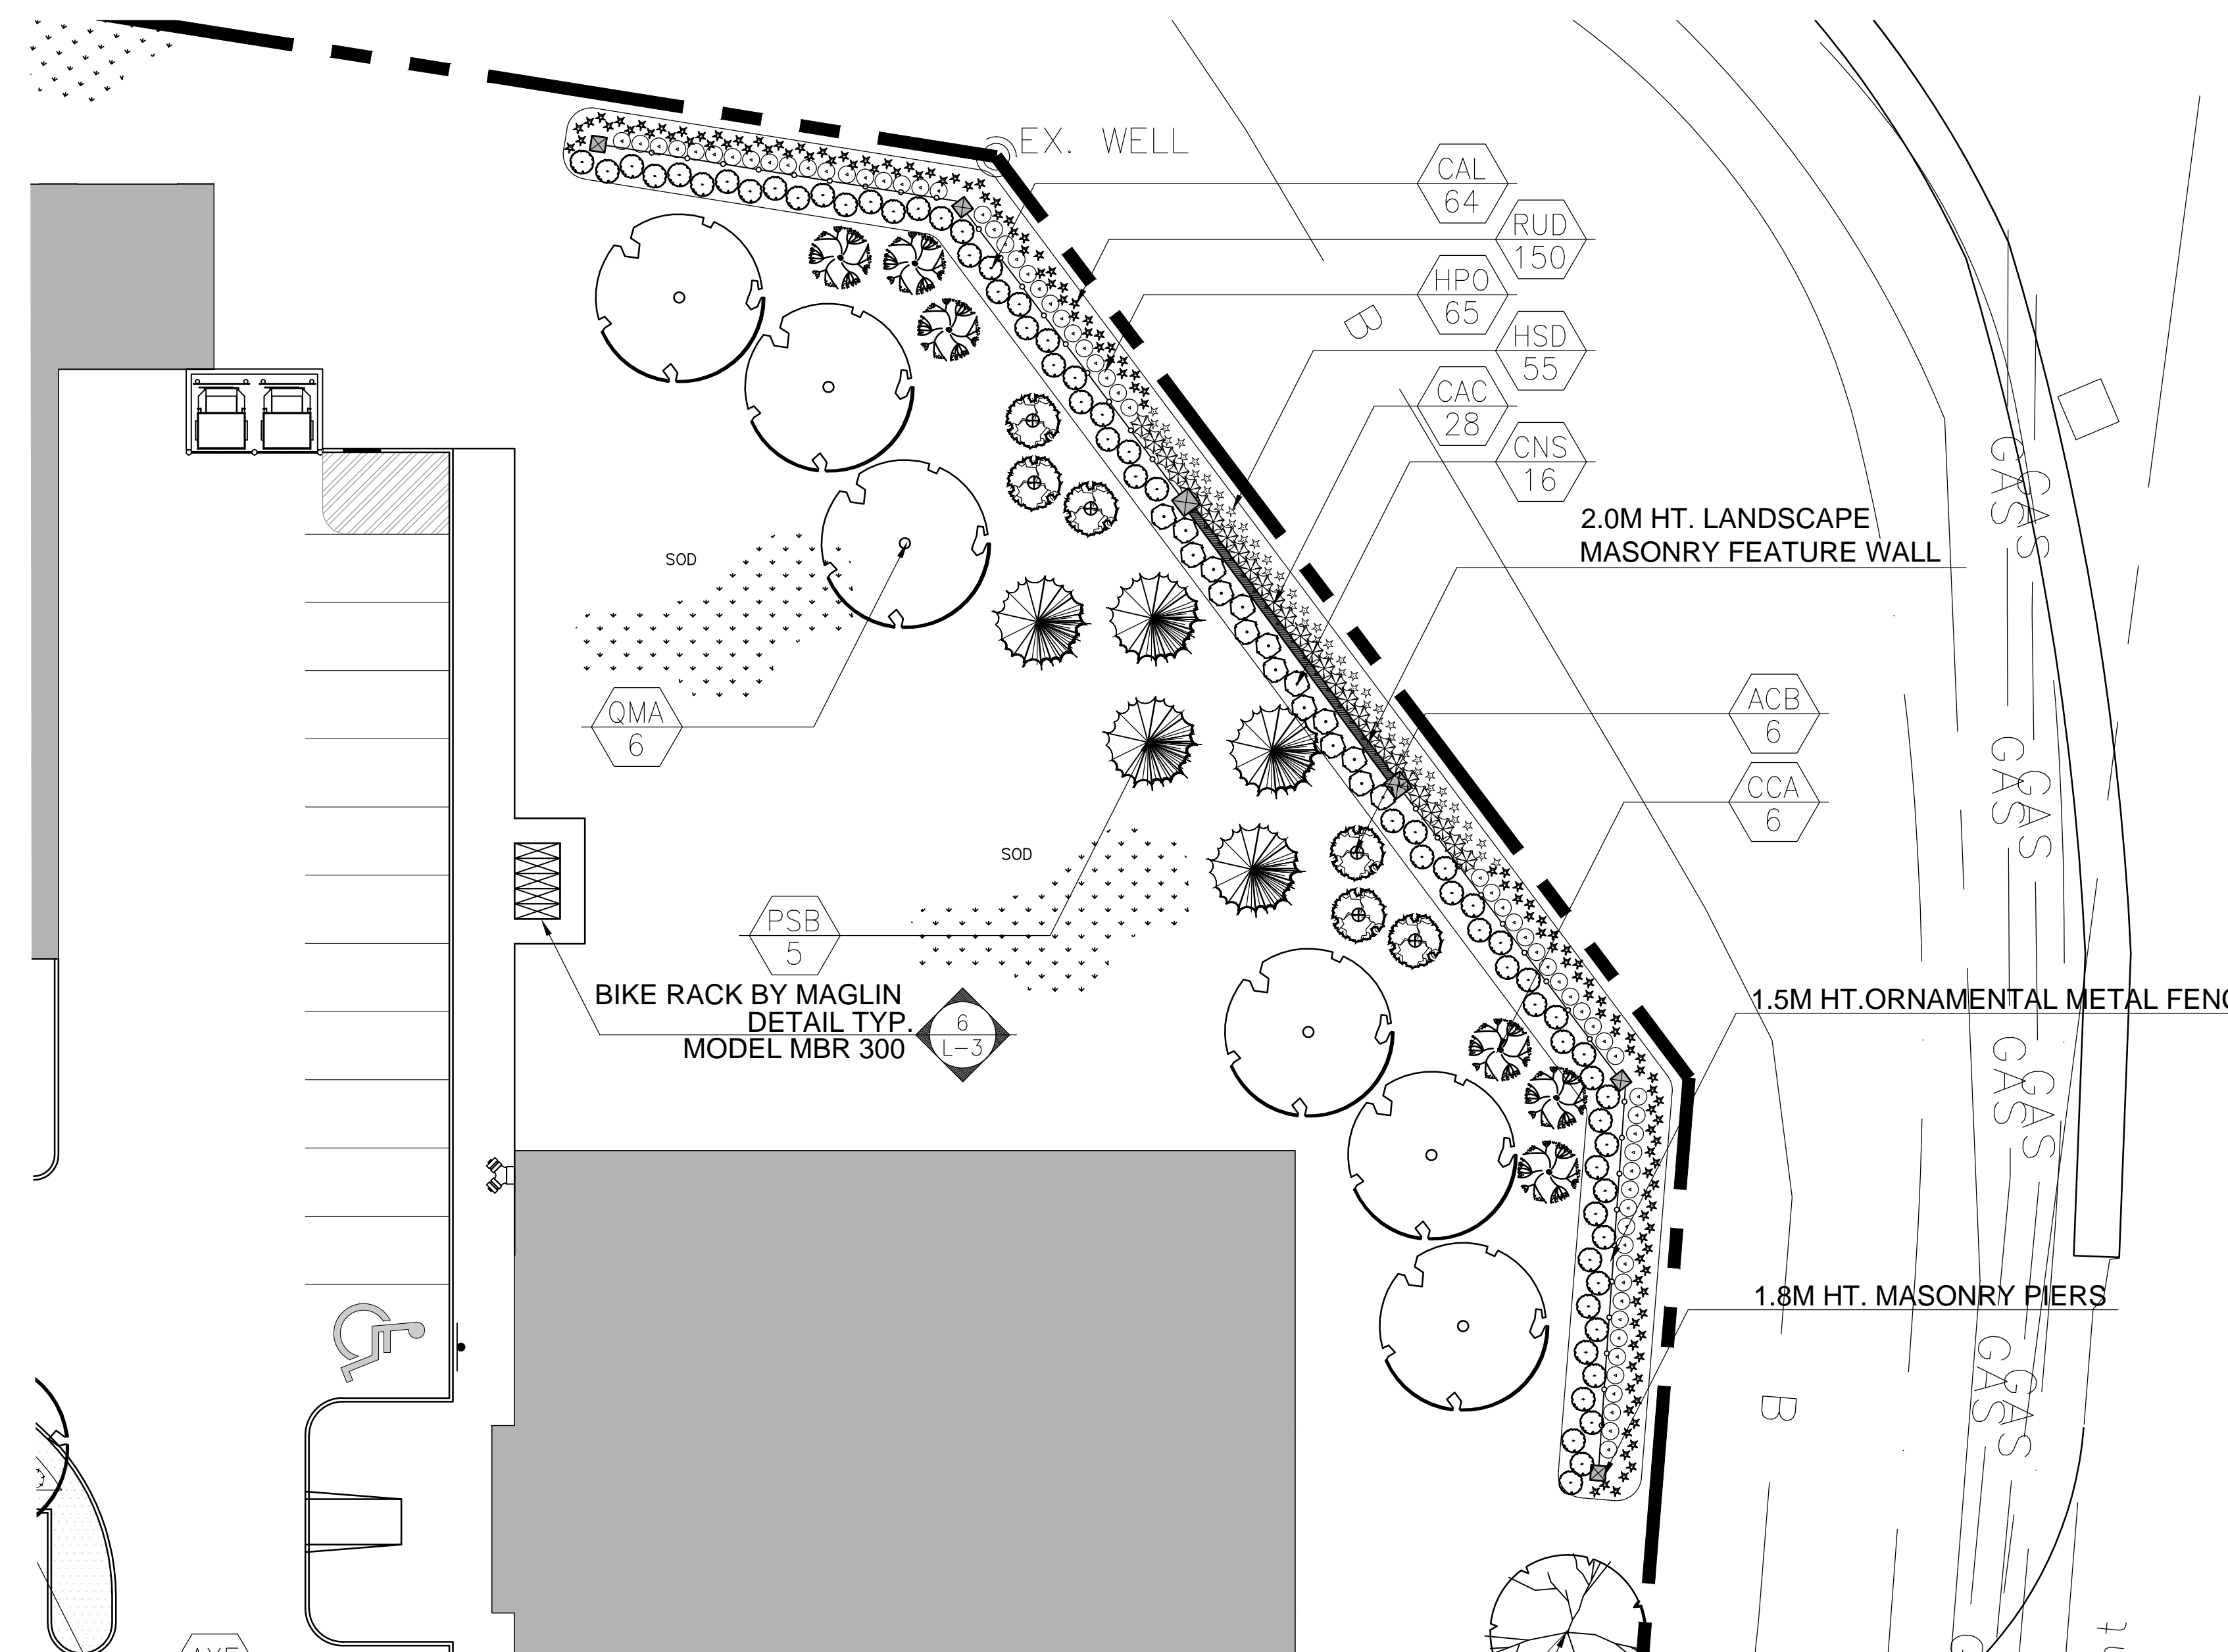 EX. WELL
CAL
64
RUD
150
HPO
65
B
HSD
55
CAC
28
CNS
16
GAS
GAS
2.0M HT. LANDSCAPE
MASONRY FEATURE WALL
SOD
QMA
6
ACB
6
GAS
GAS
CCA
6
SOD
PSB
5
BIKE RACK BY MAGLIN
DETAIL TYP.
MODEL MBR 300
6
L-3
1.5M HT.ORNAMENTAL METAL FENC
GAS
GAS
1.8M HT. MASONRY PIERS
GAS
GAS
B